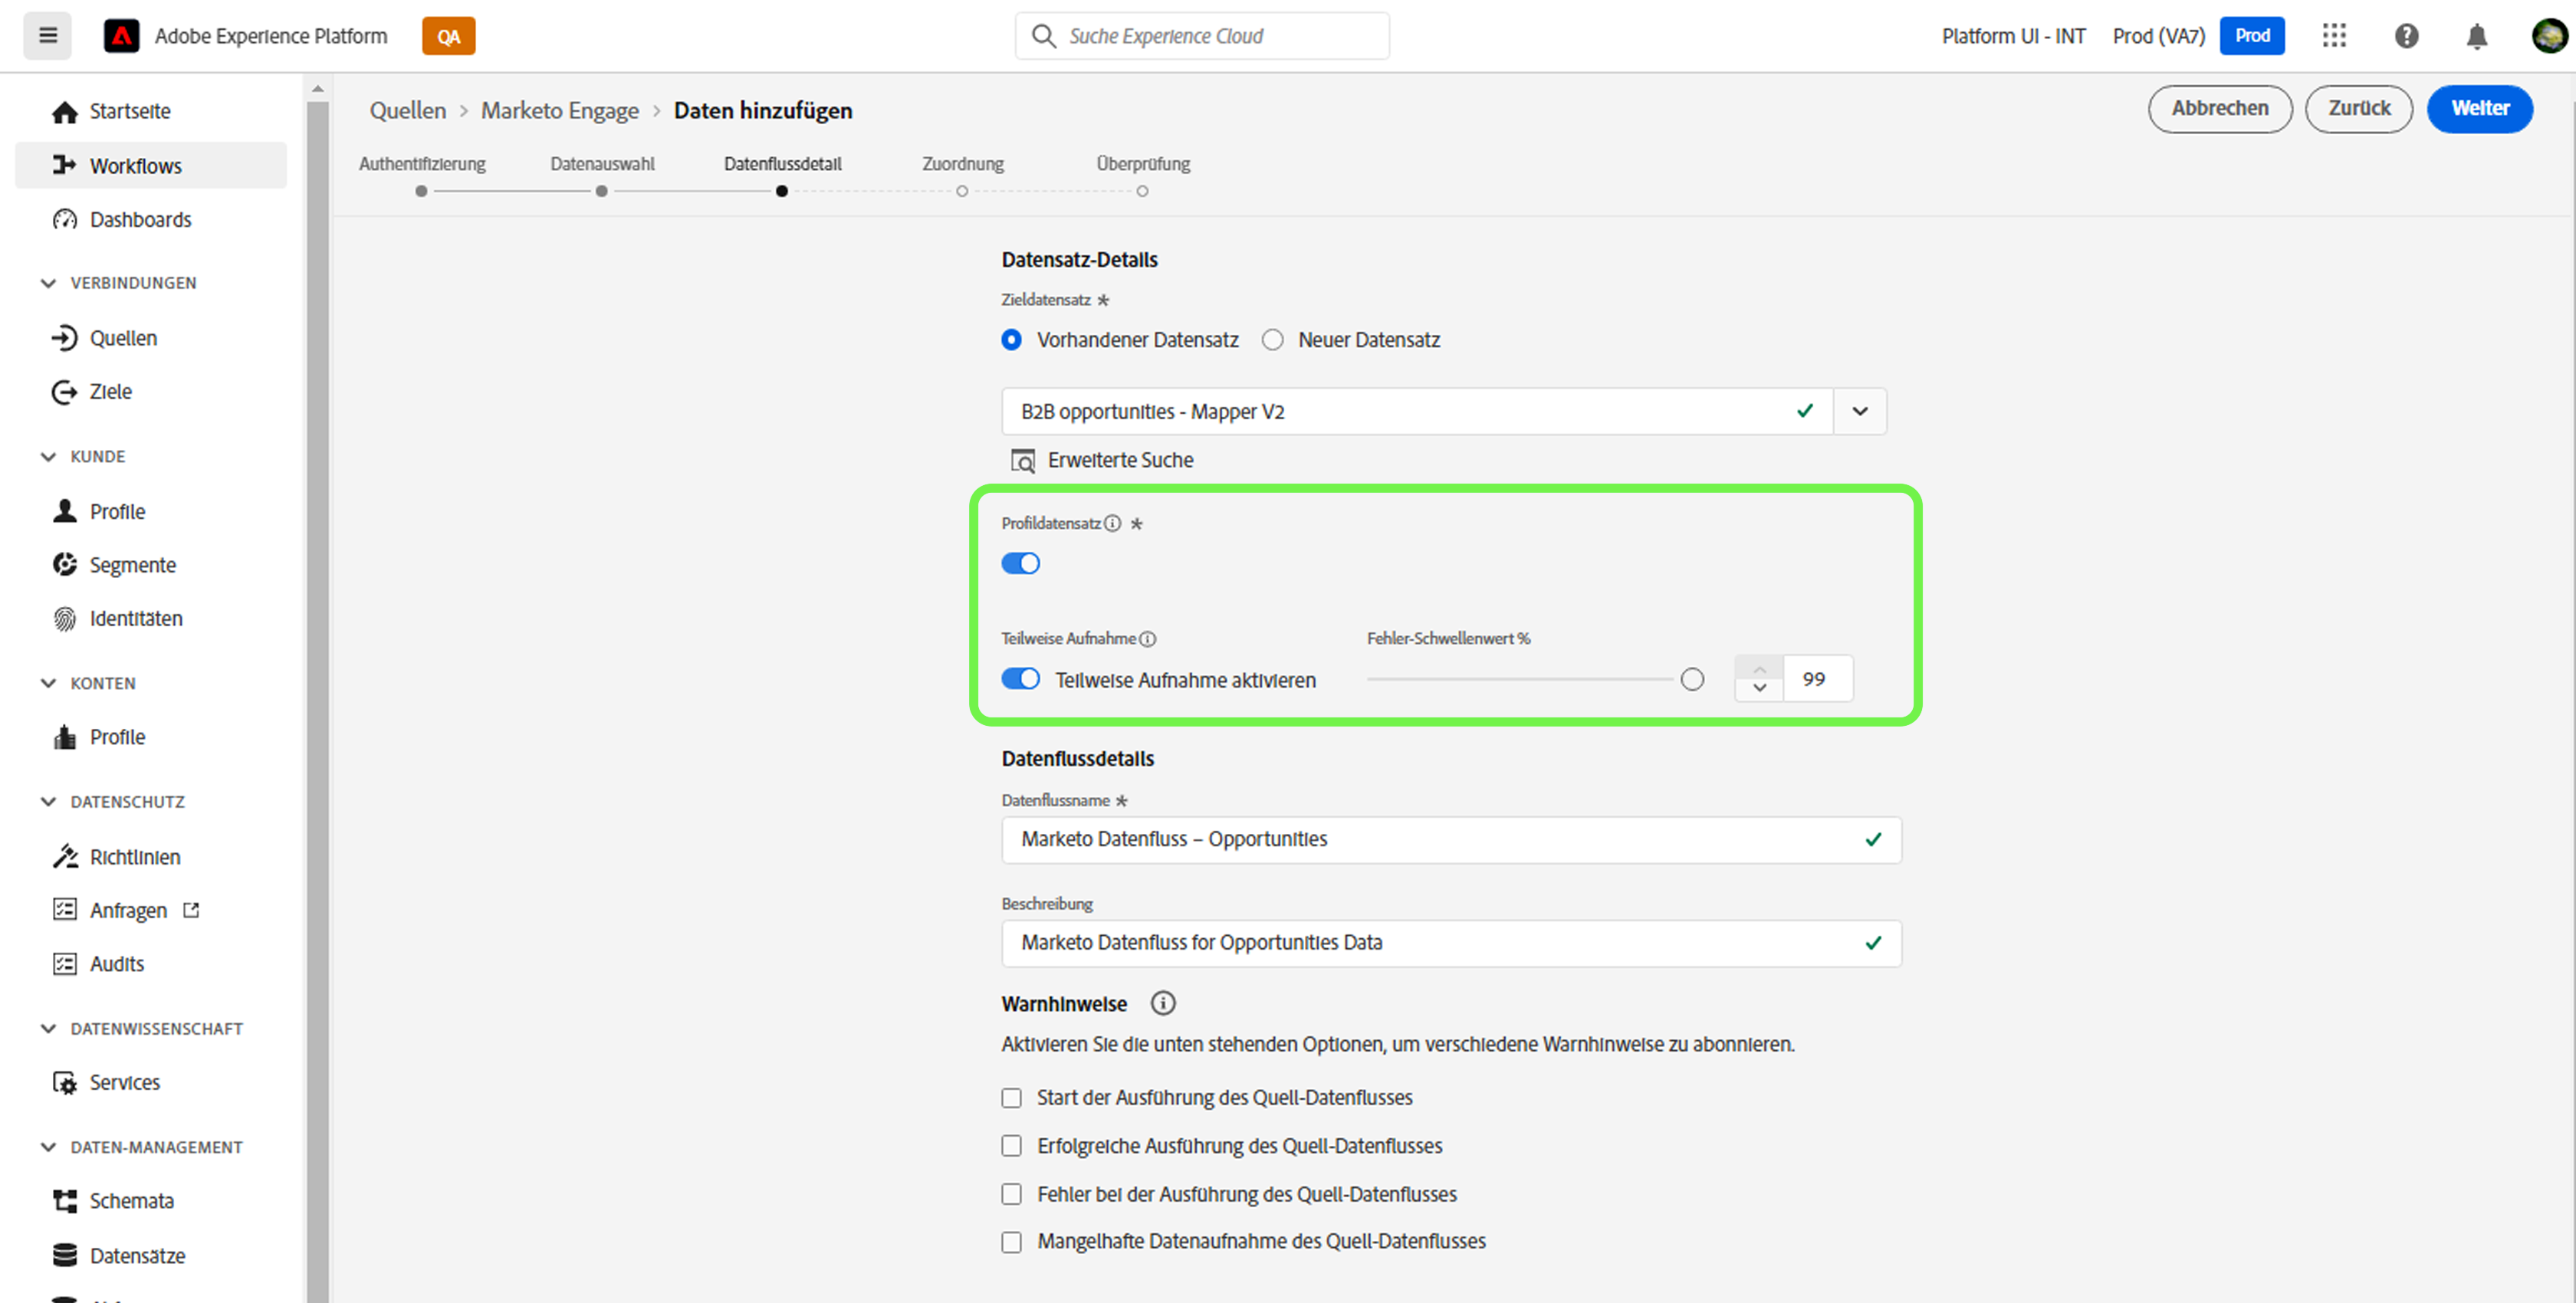 Adobe Experience Platform
QA
Suche Experience Cloud
Platform UI - INT
Prod (VA7)
Prod
Startseite
Workflows
Dashboards
VERBINDUNGEN
Quellen
Ziele
KUNDE
Profile
Segmente
Identitäten
KONTEN
Profile
DATENSCHUTZ
Richtlinien
Anfragen
Audits
DATENWISSENSCHAFT
Services
DATEN-MANAGEMENT
Schemata
Datensätze
Quellen > Marketo Engage > Daten hinzufügen
Abbrechen
Zurück
Weiter
Authentifizierung
Datenauswahl
Datenflussdetail
Zuordnung
Überprüfung
Datensatz-Details
Zieldatensatz *
Vorhandener Datensatz
Neuer Datensatz
B2B opportunities - Mapper V2
Erweiterte Suche
Profildatensatz *
Teilweise Aufnahme
Fehler-Schwellenwert %
Teilweise Aufnahme aktivieren
99
Datenflussdetails
Datenflussname *
Marketo Datenfluss – Opportunities
Beschreibung
Marketo Datenfluss for Opportunities Data
Warnhinweise
Aktivieren Sie die unten stehenden Optionen, um verschiedene Warnhinweise zu abonnieren.
Start der Ausführung des Quell-Datenflusses
Erfolgreiche Ausführung des Quell-Datenflusses
Fehler bei der Ausführung des Quell-Datenflusses
Mangelhafte Datenaufnahme des Quell-Datenflusses